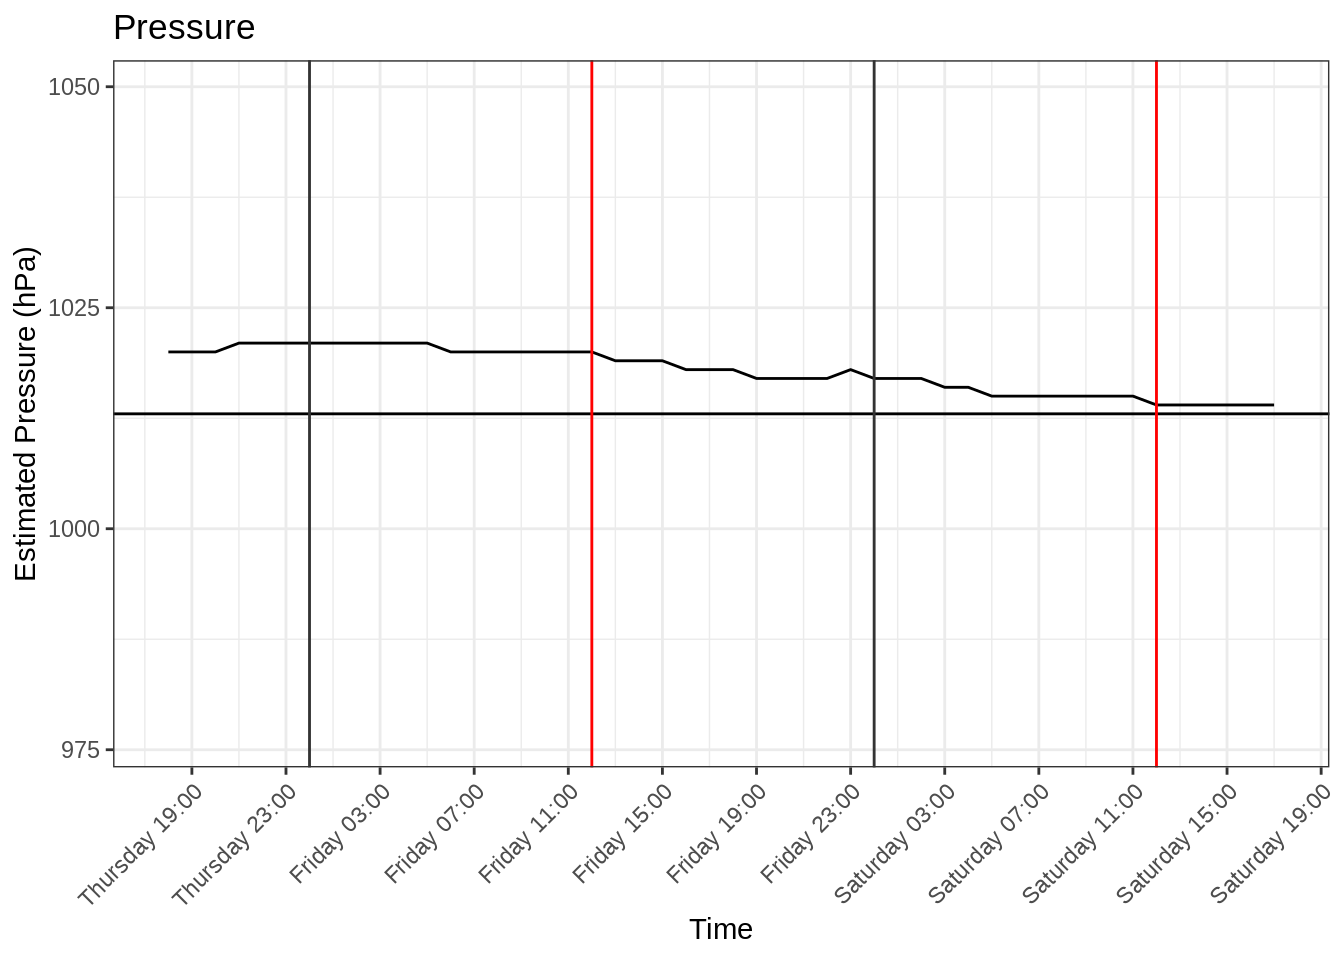 Pressure
Estimated Pressure (hPa)
1050
1025
1000
975
Thursday 19:00
Thursday 23:00
Friday 03:00
Friday 07:00
Friday 11:00
Friday 15:00
Friday 19:00
Friday 23:00
Saturday 03:00
Saturday 07:00
Saturday 11:00
Saturday 15:00
Saturday 19:00
Time